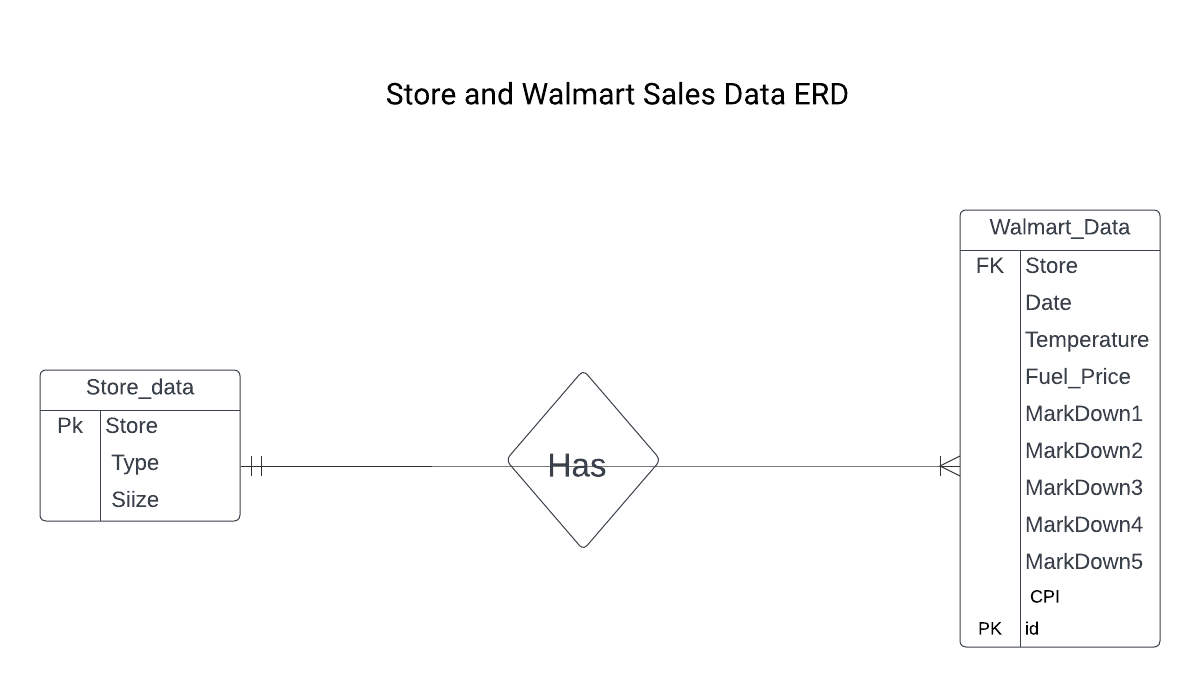 Store and Walmart Sales Data ERD
Store_data
Pk Store
Type
Siize
Has
Walmart_Data
FK Store
Date
Temperature
Fuel_Price
MarkDown1
MarkDown2
MarkDown3
MarkDown4
MarkDown5
CPI
PK id